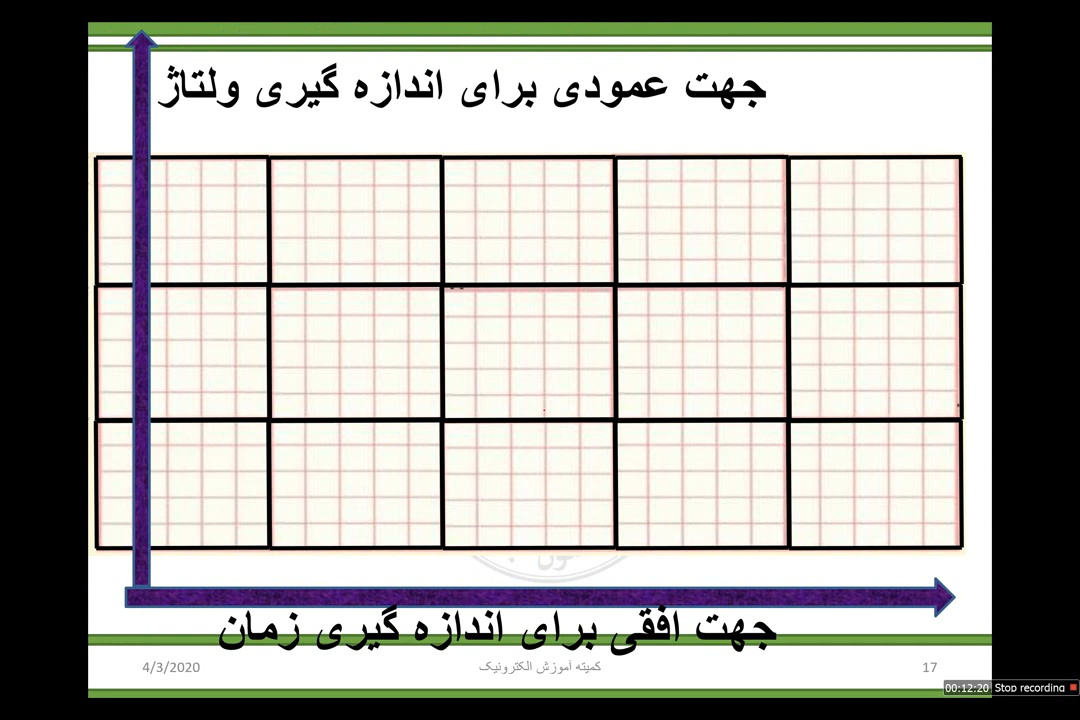 جهت عمودی برای اندازه گیری ولتاژ
جهت افقی برای اندازه گیری زمان
4/3/2020
کمیته آموزش الکترونیک
17
00:12:20 Stop recording